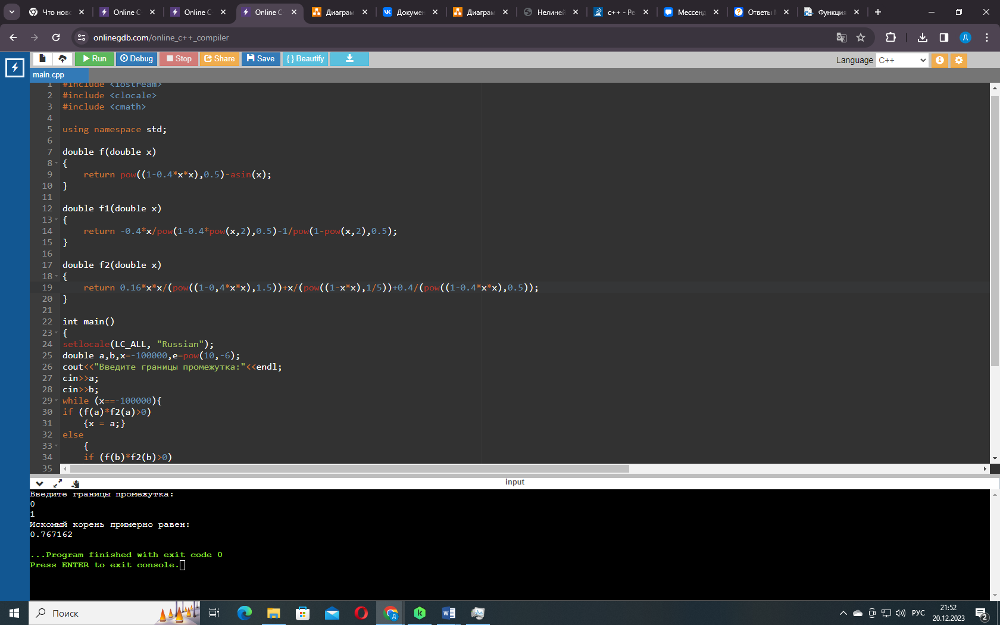 Что нов
Online C
Online C
Online C
Диаграм
Докумен
Диаграм
Нелиней
c++ - Ре
Мессенд
Ответы
Функция
onlinegdb.com/online_c++_compiler
Run
Debug
Stop
Share
Save
{ } Beautify
Language C++
main.cpp
1 #include <iostream>
2 #include <clocale>
3 #include <cmath>
4
5 using namespace std;
6
7 double f(double x)
8 {
9 return pow((1-0.4*x*x),0.5)-asin(x);
10 }
11
12 double f1(double x)
13 {
14 return -0.4*x/pow(1-0.4*pow(x,2),0.5)-1/pow(1-pow(x,2),0.5);
15 }
16
17 double f2(double x)
18 {
19 return 0.16*x*x/(pow((1-0,4*x*x),1.5))+x/(pow((1-x*x),1/5))+0.4/(pow((1-0.4*x*x),0.5));
20 }
21
22 int main()
23 {
24 setlocale(LC_ALL, "Russian");
25 double a,b,x=-100000,e=pow(10,-6);
26 cout<<"Введите границы промежутка:"<<endl;
27 cin>>a;
28 cin>>b;
29 while (x==-100000){
30 if (f(a)*f2(a)>0)
31 {x = a;}
32 else
33 {
34 if (f(b)*f2(b)>0)
35
input
Введите границы промежутка:
0
1
Искомый корень примерно равен:
0.767162
...Program finished with exit code 0
Press ENTER to exit console.
Поиск
РУС
21:52
20.12.2023
2